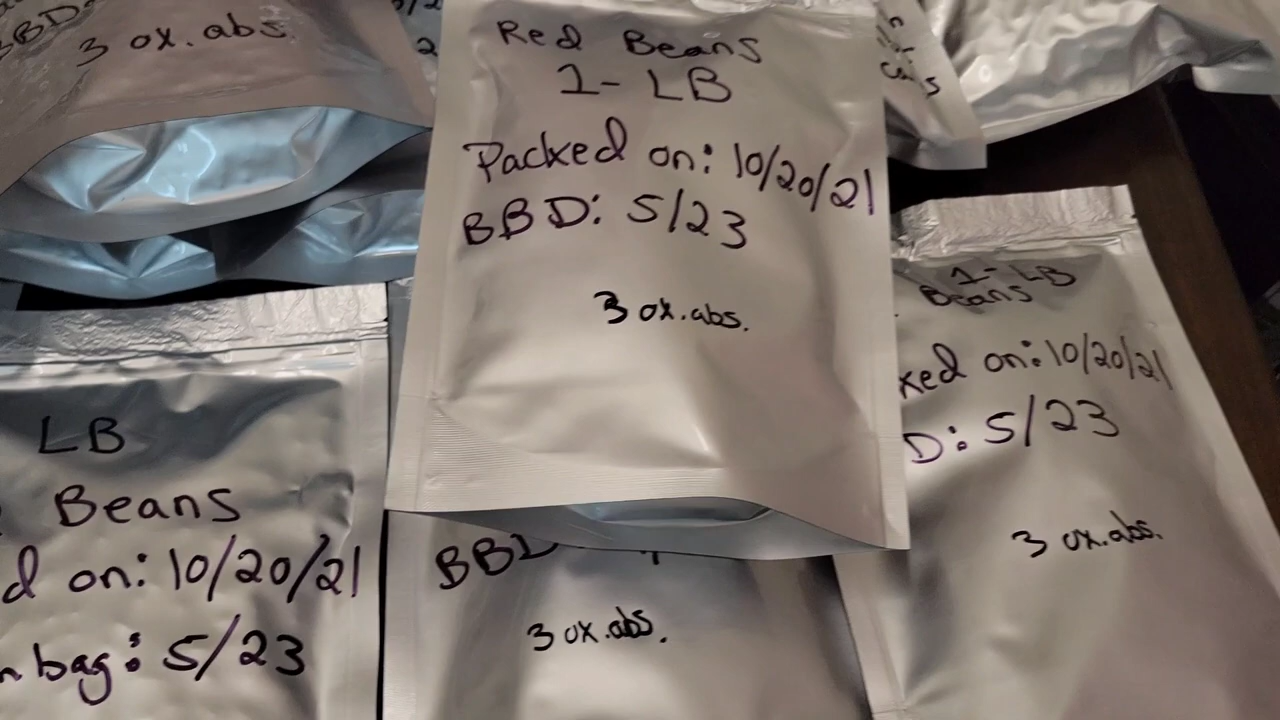 BBD
3 ox.abs.
Red Beans
1-LB
Packed on: 10/20/21
BBD: 5/23
3 ox.abs.
1-LB
Beans
ked on: 10/20/21
D: 5/23
3 ox.abs.
LB
Beans
d on: 10/20/21
bag: 5/23
BBD
3 ox.abs.